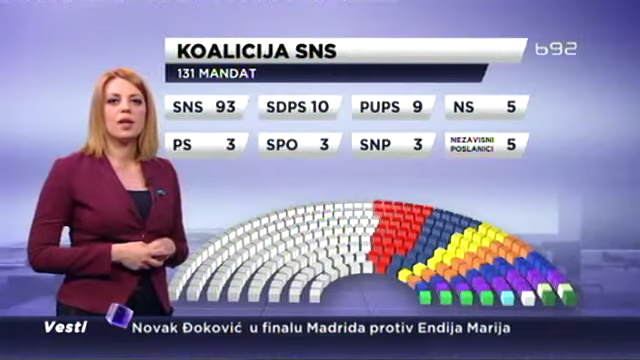 KOALICIJA SNS
b92
131 MANDAT
SNS 93
SDPS 10
PUPS 9
NS 5
PS 3
SPO 3
SNP 3
NEZAVISNI
POSLANICI 5
Vesti
Novak Đoković u finalu Madrida protiv Endija Marija